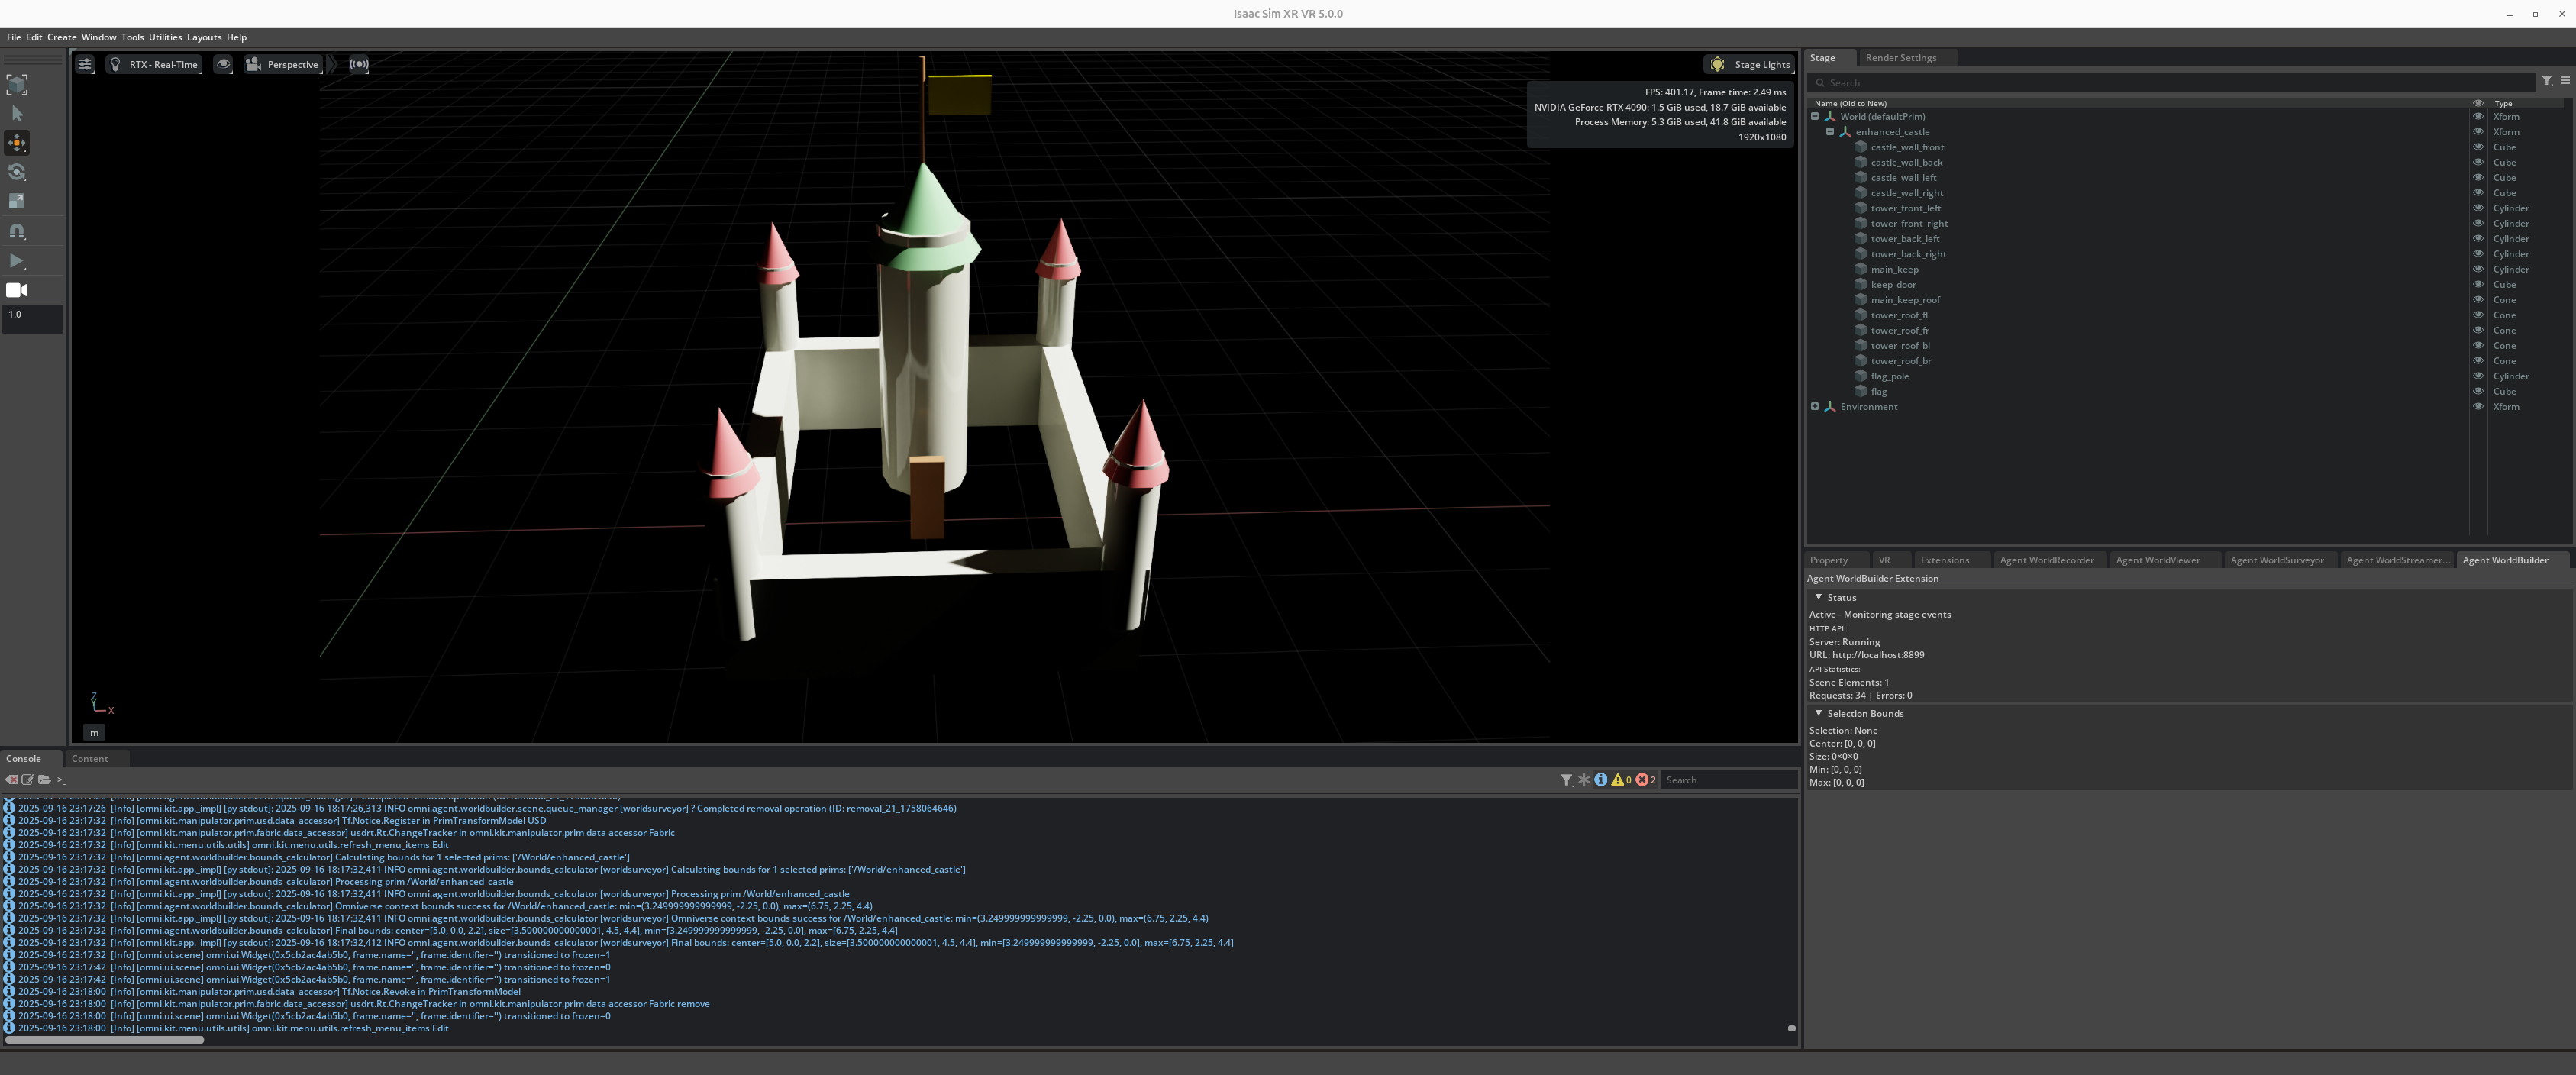 Isaac Sim XR VR 5.0.0
File Edit Create Window Tools Utilities Layouts Help
RTX - Real-Time
Perspective
Stage Lights
FPS: 401.17, Frame time: 2.49 ms
NVIDIA GeForce RTX 4090: 1.5 GiB used, 18.7 GiB available
Process Memory: 5.3 GiB used, 41.8 GiB available
1920x1080
1.0
Z
Y
X
m
Stage Render Settings
Search
Name (Old to New) Type
World (defaultPrim) Xform
enhanced_castle Xform
castle_wall_front Cube
castle_wall_back Cube
castle_wall_left Cube
castle_wall_right Cube
tower_front_left Cylinder
tower_front_right Cylinder
tower_back_left Cylinder
tower_back_right Cylinder
main_keep Cylinder
keep_door Cube
main_keep_roof Cone
tower_roof_fl Cone
tower_roof_fr Cone
tower_roof_bl Cone
tower_roof_br Cone
flag_pole Cylinder
flag Cube
Environment Xform
Property VR Extensions Agent WorldRecorder Agent WorldViewer Agent WorldSurveyor Agent WorldStreamer... Agent WorldBuilder
Agent WorldBuilder Extension
Status
Active - Monitoring stage events
HTTP API:
Server: Running
URL: http://localhost:8899
API Statistics:
Scene Elements: 1
Requests: 34 | Errors: 0
Selection Bounds
Selection: None
Center: [0, 0, 0]
Size: 0×0×0
Min: [0, 0, 0]
Max: [0, 0, 0]
Console Content
>_ 0 2 Search
2025-09-16 23:17:26 [Info] [omni.kit.app._impl] [py stdout]: 2025-09-16 18:17:26,313 INFO omni.agent.worldbuilder.scene.queue_manager [worldsurveyor] ? Completed removal operation (ID: removal_21_1758064646)
2025-09-16 23:17:32 [Info] [omni.kit.manipulator.prim.usd.data_accessor] Tf.Notice.Register in PrimTransformModel USD
2025-09-16 23:17:32 [Info] [omni.kit.manipulator.prim.fabric.data_accessor] usdrt.Rt.ChangeTracker in omni.kit.manipulator.prim data accessor Fabric
2025-09-16 23:17:32 [Info] [omni.kit.menu.utils.utils] omni.kit.menu.utils.refresh_menu_items Edit
2025-09-16 23:17:32 [Info] [omni.agent.worldbuilder.bounds_calculator] Calculating bounds for 1 selected prims: ['/World/enhanced_castle']
2025-09-16 23:17:32 [Info] [omni.kit.app._impl] [py stdout]: 2025-09-16 18:17:32,411 INFO omni.agent.worldbuilder.bounds_calculator [worldsurveyor] Calculating bounds for 1 selected prims: ['/World/enhanced_castle']
2025-09-16 23:17:32 [Info] [omni.agent.worldbuilder.bounds_calculator] Processing prim /World/enhanced_castle
2025-09-16 23:17:32 [Info] [omni.kit.app._impl] [py stdout]: 2025-09-16 18:17:32,411 INFO omni.agent.worldbuilder.bounds_calculator [worldsurveyor] Processing prim /World/enhanced_castle
2025-09-16 23:17:32 [Info] [omni.agent.worldbuilder.bounds_calculator] Omniverse context bounds success for /World/enhanced_castle: min=(3.249999999999999, -2.25, 0.0), max=(6.75, 2.25, 4.4)
2025-09-16 23:17:32 [Info] [omni.kit.app._impl] [py stdout]: 2025-09-16 18:17:32,411 INFO omni.agent.worldbuilder.bounds_calculator [worldsurveyor] Omniverse context bounds success for /World/enhanced_castle: min=(3.249999999999999, -2.25, 0.0), max=(6.75, 2.25, 4.4)
2025-09-16 23:17:32 [Info] [omni.agent.worldbuilder.bounds_calculator] Final bounds: center=[5.0, 0.0, 2.2], size=[3.500000000000001, 4.5, 4.4], min=[3.249999999999999, -2.25, 0.0], max=[6.75, 2.25, 4.4]
2025-09-16 23:17:32 [Info] [omni.kit.app._impl] [py stdout]: 2025-09-16 18:17:32,412 INFO omni.agent.worldbuilder.bounds_calculator [worldsurveyor] Final bounds: center=[5.0, 0.0, 2.2], size=[3.500000000000001, 4.5, 4.4], min=[3.249999999999999, -2.25, 0.0], max=[6.75, 2.25, 4.4]
2025-09-16 23:17:32 [Info] [omni.ui.scene] omni.ui.Widget(0x5cb2ac4ab5b0, frame.name='', frame.identifier='') transitioned to frozen=1
2025-09-16 23:17:42 [Info] [omni.ui.scene] omni.ui.Widget(0x5cb2ac4ab5b0, frame.name='', frame.identifier='') transitioned to frozen=0
2025-09-16 23:17:42 [Info] [omni.ui.scene] omni.ui.Widget(0x5cb2ac4ab5b0, frame.name='', frame.identifier='') transitioned to frozen=1
2025-09-16 23:18:00 [Info] [omni.kit.manipulator.prim.usd.data_accessor] Tf.Notice.Revoke in PrimTransformModel
2025-09-16 23:18:00 [Info] [omni.kit.manipulator.prim.fabric.data_accessor] usdrt.Rt.ChangeTracker in omni.kit.manipulator.prim data accessor Fabric remove
2025-09-16 23:18:00 [Info] [omni.ui.scene] omni.ui.Widget(0x5cb2ac4ab5b0, frame.name='', frame.identifier='') transitioned to frozen=0
2025-09-16 23:18:00 [Info] [omni.kit.menu.utils.utils] omni.kit.menu.utils.refresh_menu_items Edit